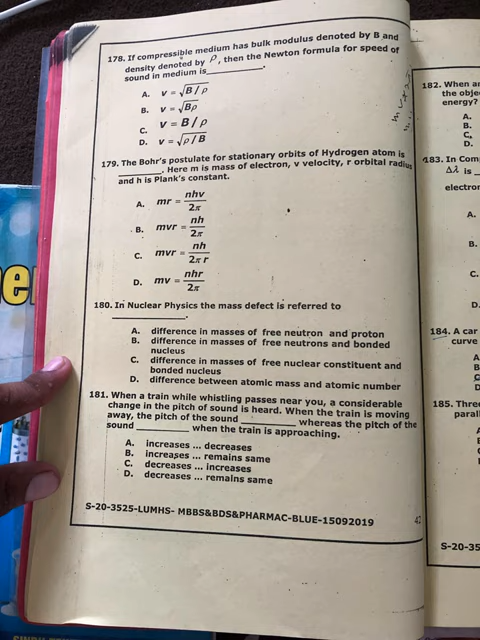 178. If compressible medium has bulk modulus denoted by B and
density denoted by ρ, then the Newton formula for speed of
sound in medium is____________.
A. v = √B / ρ
B. v = √Bρ
C. v = B / ρ
D. v = √ρ / B
179. The Bohr's postulate for stationary orbits of Hydrogen atom is
________. Here m is mass of electron, v velocity, r orbital radius
and h is Plank's constant.
A. mr = nhv / 2π
B. mvr = nh / 2π
C. mvr = nh / 2π r
D. mv = nhr / 2π
180. In Nuclear Physics the mass defect is referred to
______________.
A. difference in masses of free neutron and proton
B. difference in masses of free neutrons and bonded
nucleus
C. difference in masses of free nuclear constituent and
bonded nucleus
D. difference between atomic mass and atomic number
181. When a train while whistling passes near you, a considerable
change in the pitch of sound is heard. When the train is moving
away, the pitch of the sound __________ whereas the pitch of the
sound __________ when the train is approaching.
A. increases ... decreases
B. increases ... remains same
C. decreases ... increases
D. decreases ... remains same
S-20-3525-LUMHS- MBBS&BDS&PHARMAC-BLUE-15092019
182. When an
the obje
energy?
A.
B.
C.
D.
183. In Com
Δλ is _
electron
A.
B.
C.
D.
184. A car
curve
A
B
C
D
185. Three
parall
S-20-35